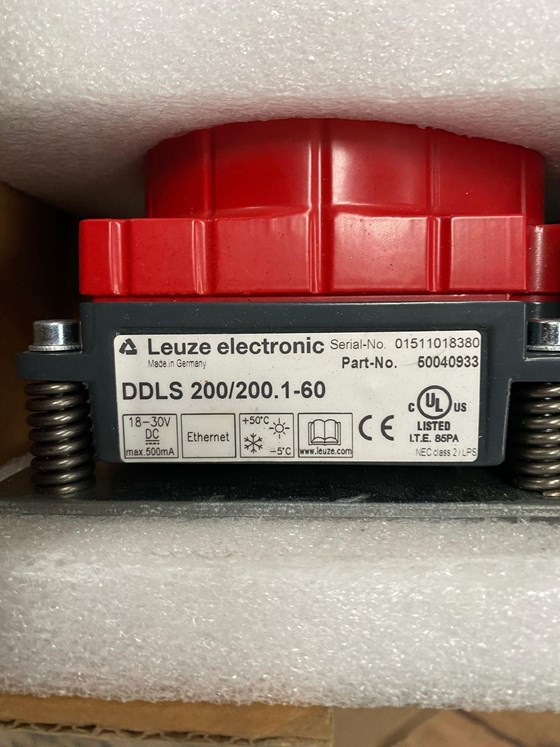 Leuze electronic Serial-No. 01511018380
Made in Germany Part-No. 50040933
DDLS 200/200.1-60
18-30V
DC
max.500mA
Ethernet
+50°C
-5°C
www.leuze.com
CE
C UL US
LISTED
I.T.E. 85PA
NEC class 2 / LPS